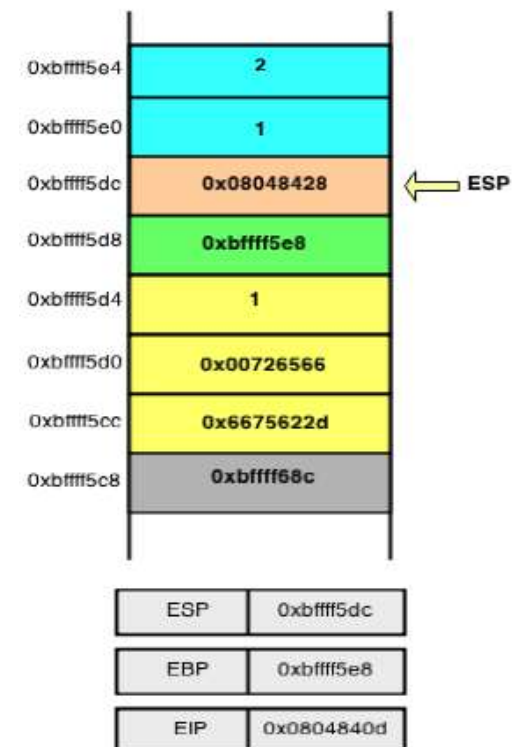 0xbffff5e4 2
0xbffff5e0 1
0xbffff5dc 0x08048428 ESP
0xbffff5d8 0xbffff5e8
0xbffff5d4 1
0xbffff5d0 0x00726566
0xbffff5cc 0x6675622d
0xbffff5c8 0xbffff68c
ESP 0xbffff5dc
EBP 0xbffff5e8
EIP 0x0804840d